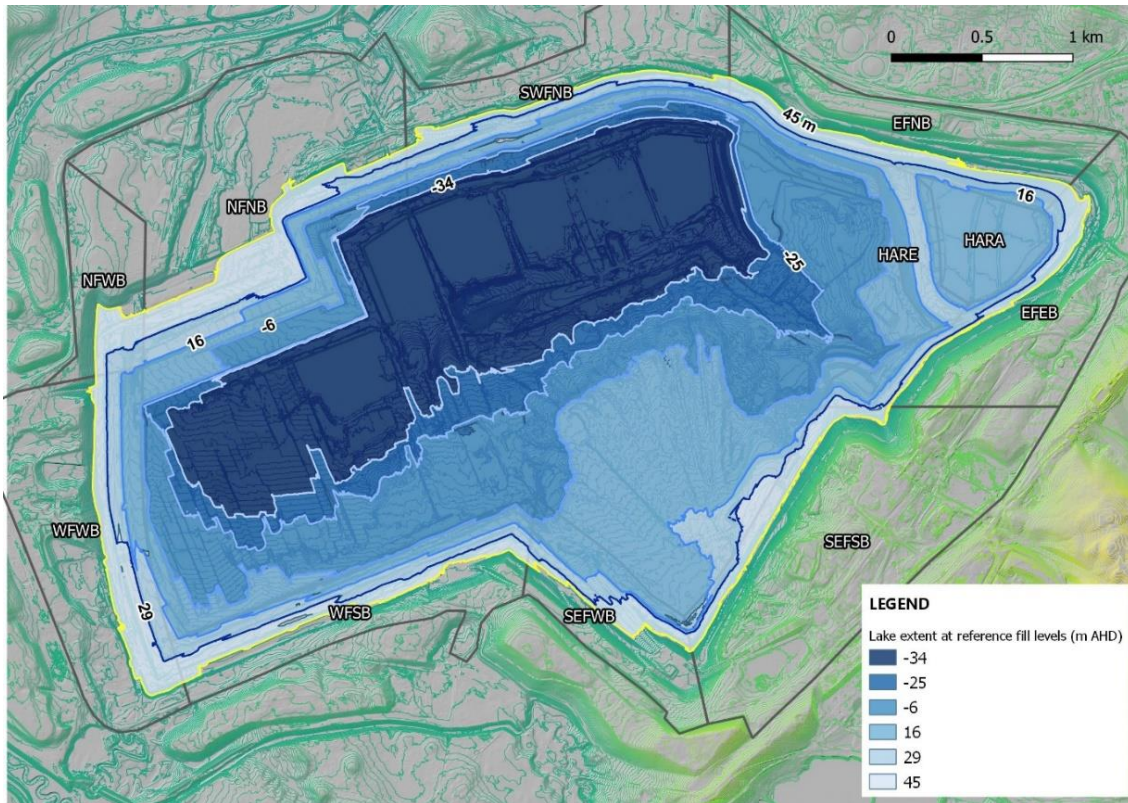 0 0.5 1 km
SWFNB
45 m
EFNB
-34
NFNB
16
HARA
HARE
-25
NFWB
-6
16
EFEB
WFWB
SEFSB
29
WFSB
SEFWB
LEGEND
Lake extent at reference fill levels (m AHD)
-34
-25
-6
16
29
45